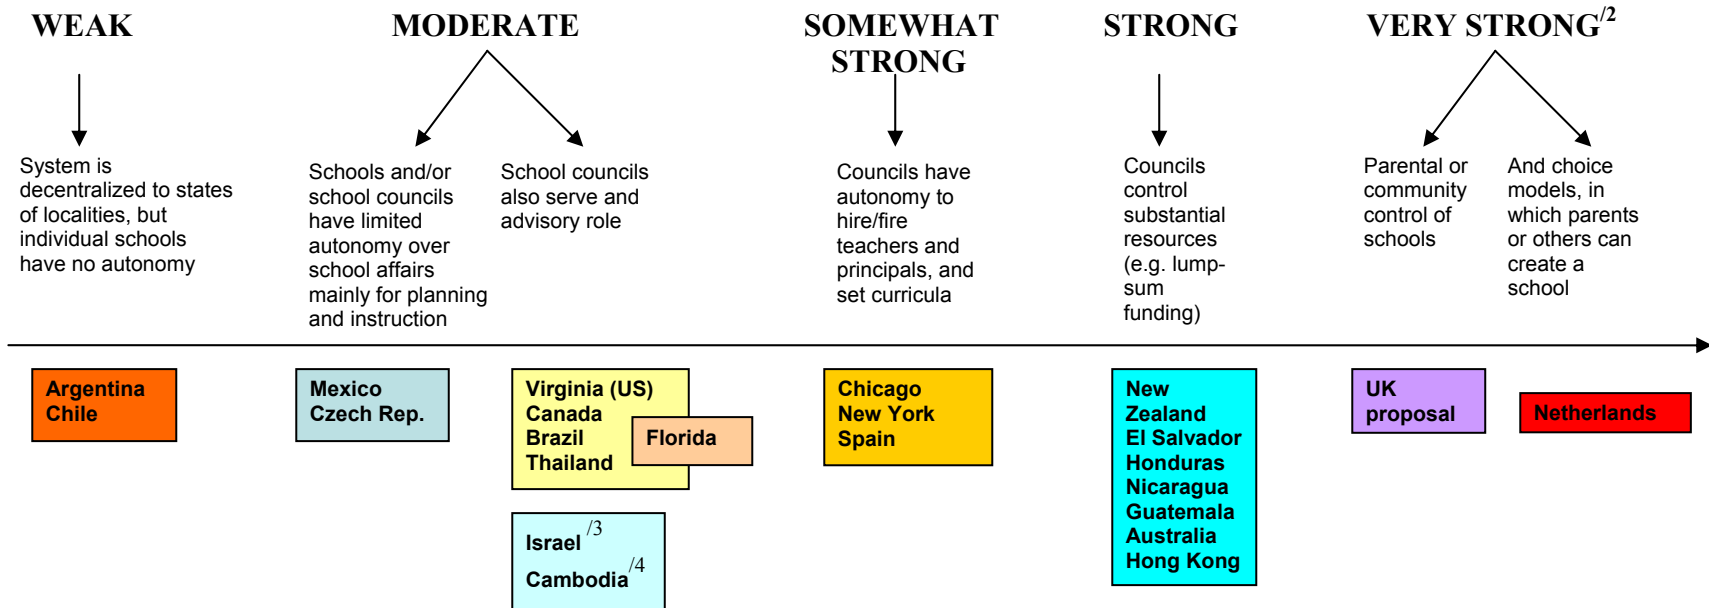 WEAK
MODERATE
SOMEWHAT
STRONG
STRONG
VERY STRONG/2
System is
decentralized to states
of localities, but
individual schools
have no autonomy
Schools and/or
school councils
have limited
autonomy over
school affairs
mainly for planning
and instruction
School councils
also serve and
advisory role
Councils have
autonomy to
hire/fire
teachers and
principals, and
set curricula
Councils
control
substantial
resources
(e.g. lump-
sum
funding)
Parental or
community
control of
schools
And choice
models, in
which parents
or others can
create a
school
Argentina
Chile
Mexico
Czech Rep.
Virginia (US)
Canada
Brazil
Thailand
Florida
Israel /3
Cambodia/4
Chicago
New York
Spain
New
Zealand
El Salvador
Honduras
Nicaragua
Guatemala
Australia
Hong Kong
UK
proposal
Netherlands